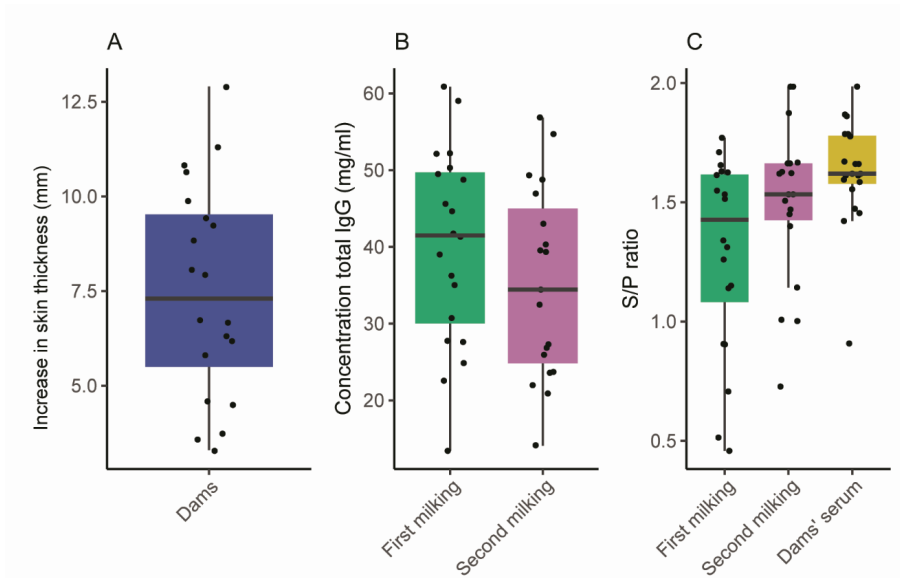 A
Increase in skin thickness (mm)
12.5
10.0
7.5
5.0
Dams
B
Concentration total IgG (mg/ml)
60
50
40
30
20
First milking
Second milking
C
S/P ratio
2.0
1.5
1.0
0.5
First milking
Second milking
Dams' serum